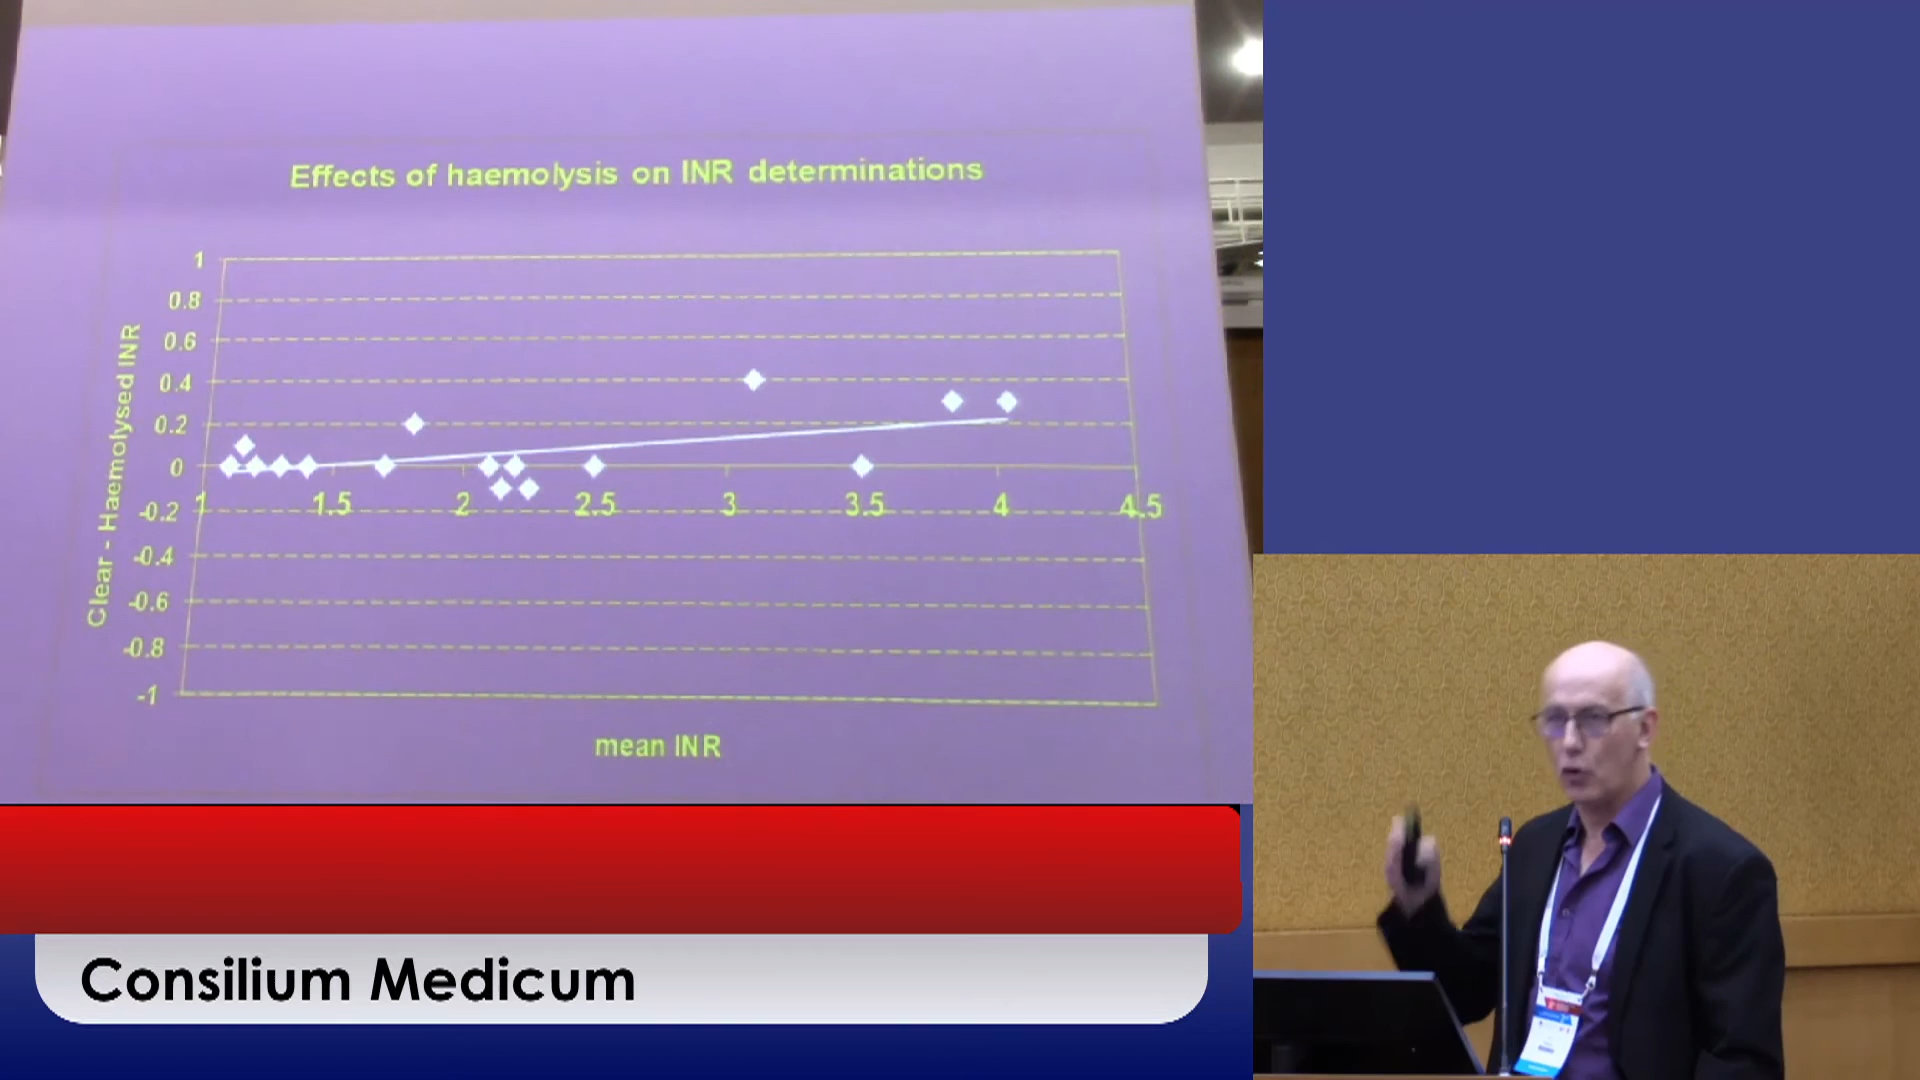 Effects of haemolysis on INR determinations
1
0.8
0.6
0.4
0.2
0
-0.2
-0.4
-0.6
-0.8
-1
Clear - Haemolysed INR
1 1.5 2 2.5 3 3.5 4 4.5
mean INR
Consilium Medicum